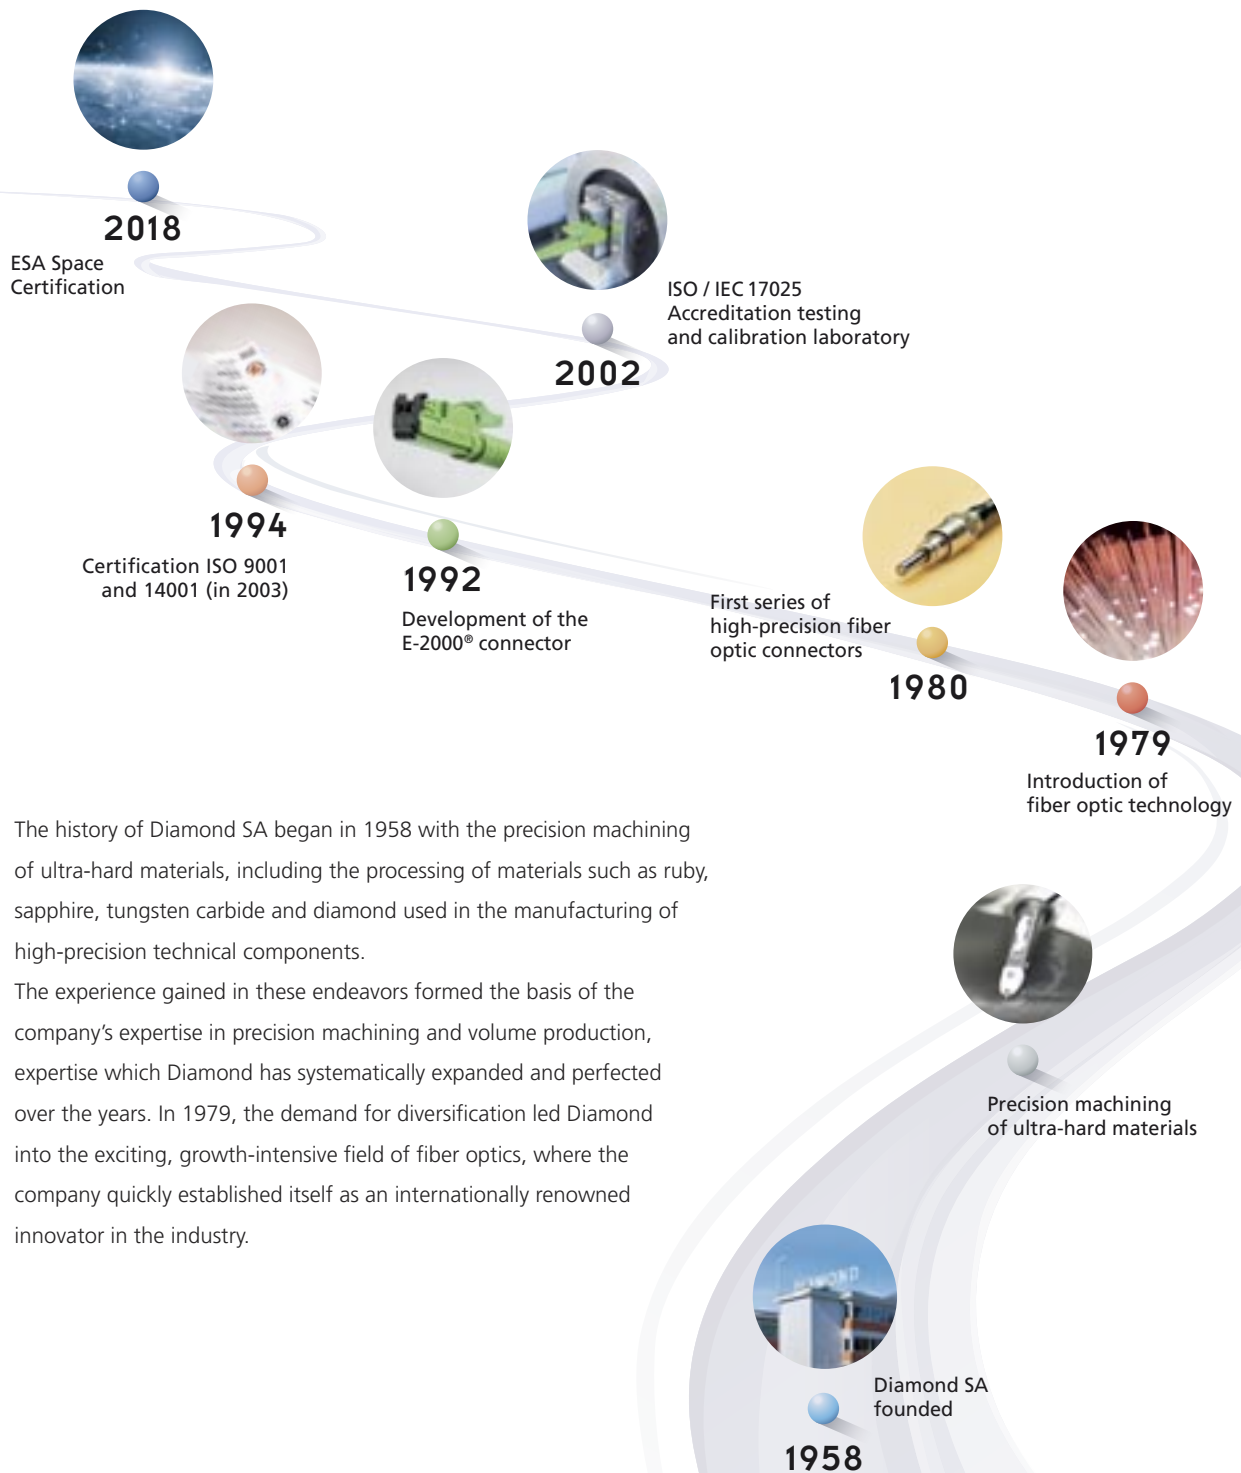 2018
ESA Space
Certification
ISO / IEC 17025
Accreditation testing
and calibration laboratory
2002
1994
Certification ISO 9001
and 14001 (in 2003)
1992
Development of the
E-2000® connector
First series of
high-precision fiber
optic connectors
1980
1979
Introduction of
fiber optic technology
The history of Diamond SA began in 1958 with the precision machining
of ultra-hard materials, including the processing of materials such as ruby,
sapphire, tungsten carbide and diamond used in the manufacturing of
high-precision technical components.
The experience gained in these endeavors formed the basis of the
company’s expertise in precision machining and volume production,
expertise which Diamond has systematically expanded and perfected
over the years. In 1979, the demand for diversification led Diamond
into the exciting, growth-intensive field of fiber optics, where the
company quickly established itself as an internationally renowned
innovator in the industry.
Precision machining
of ultra-hard materials
DIAMOND
Diamond SA
founded
1958